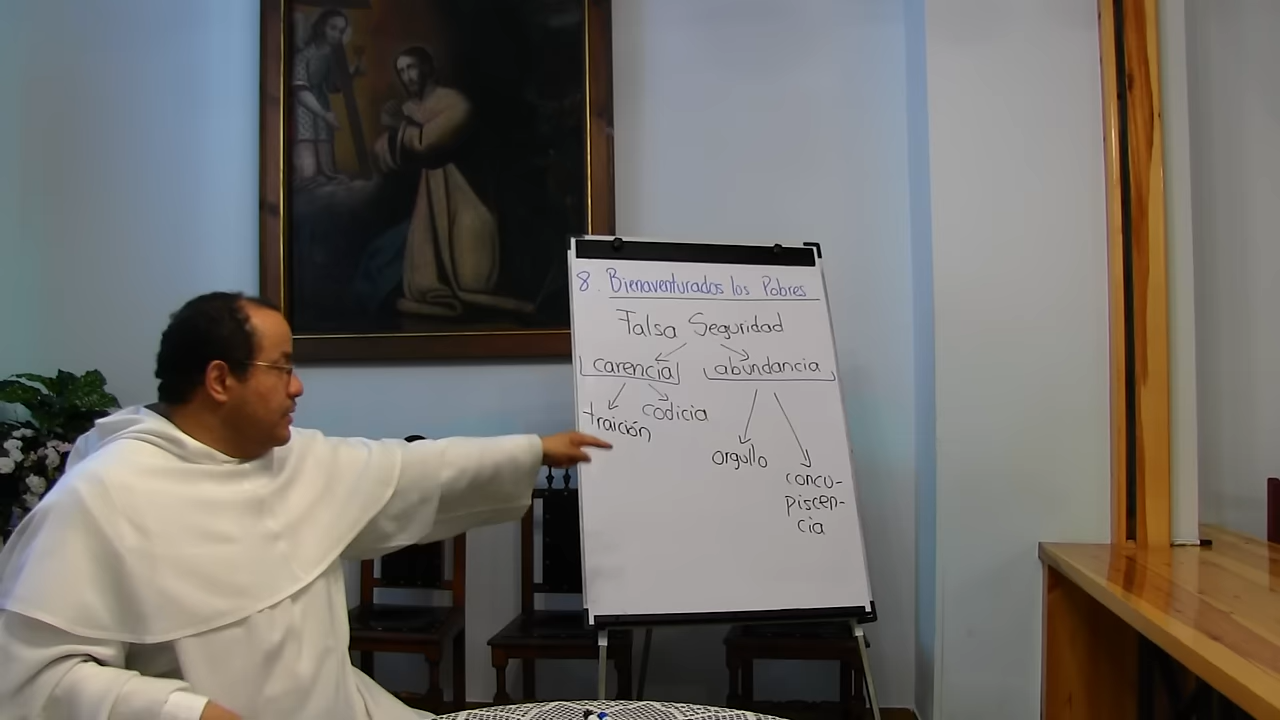 8. Bienaventurados los Pobres
Falsa Seguridad
carencia abundancia
traición codicia
orgullo
concu-
piscen-
cia